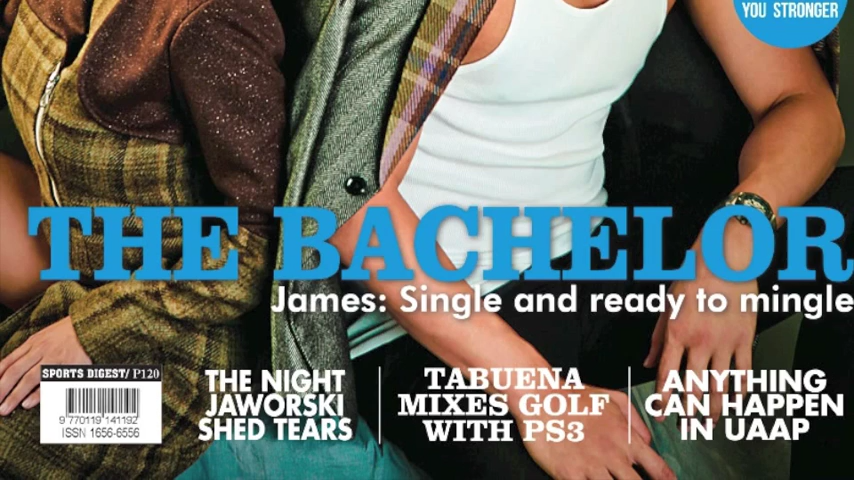 YOU STRONGER
THE BACHELOR
James: Single and ready to mingle
SPORTS DIGEST/ P120
9 770119 141192
ISSN 1656-6556
THE NIGHT
JAWORSKI
SHED TEARS
TABUENA
MIXES GOLF
WITH PS3
ANYTHING
CAN HAPPEN
IN UAAP